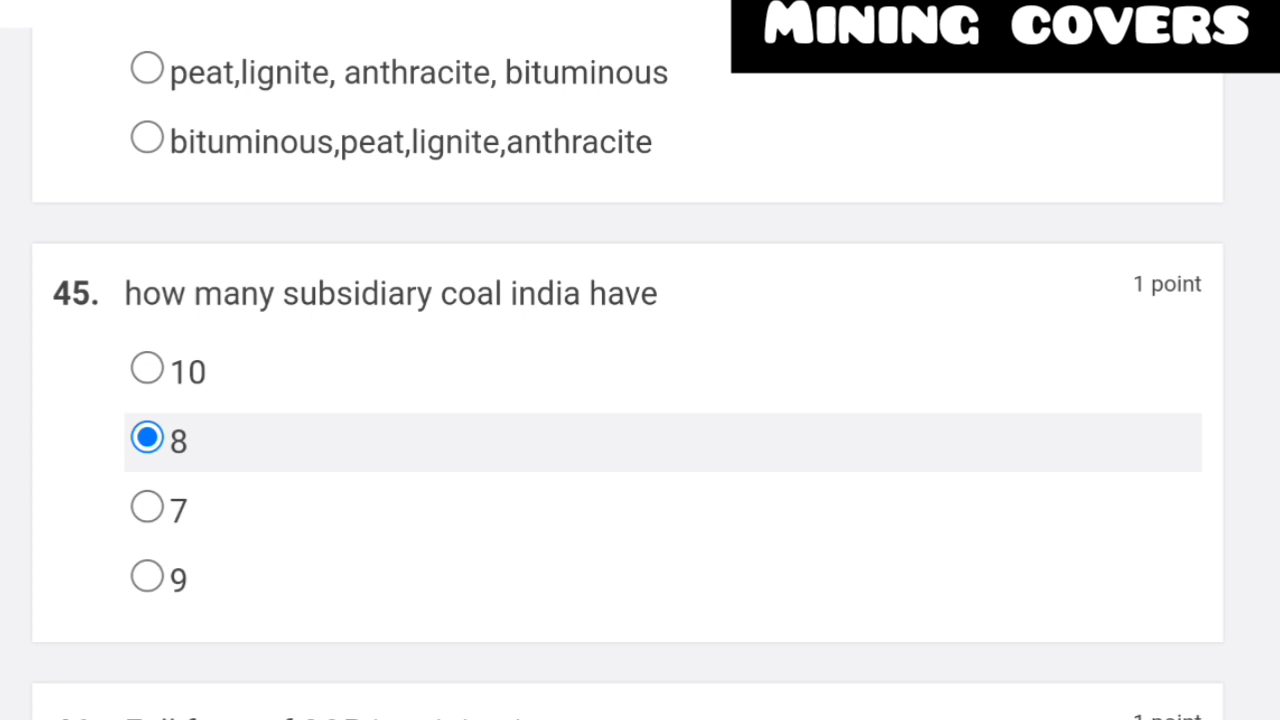 MINING COVERS
peat,lignite, anthracite, bituminous
bituminous,peat,lignite,anthracite
45. how many subsidiary coal india have 1 point
10
8
7
9